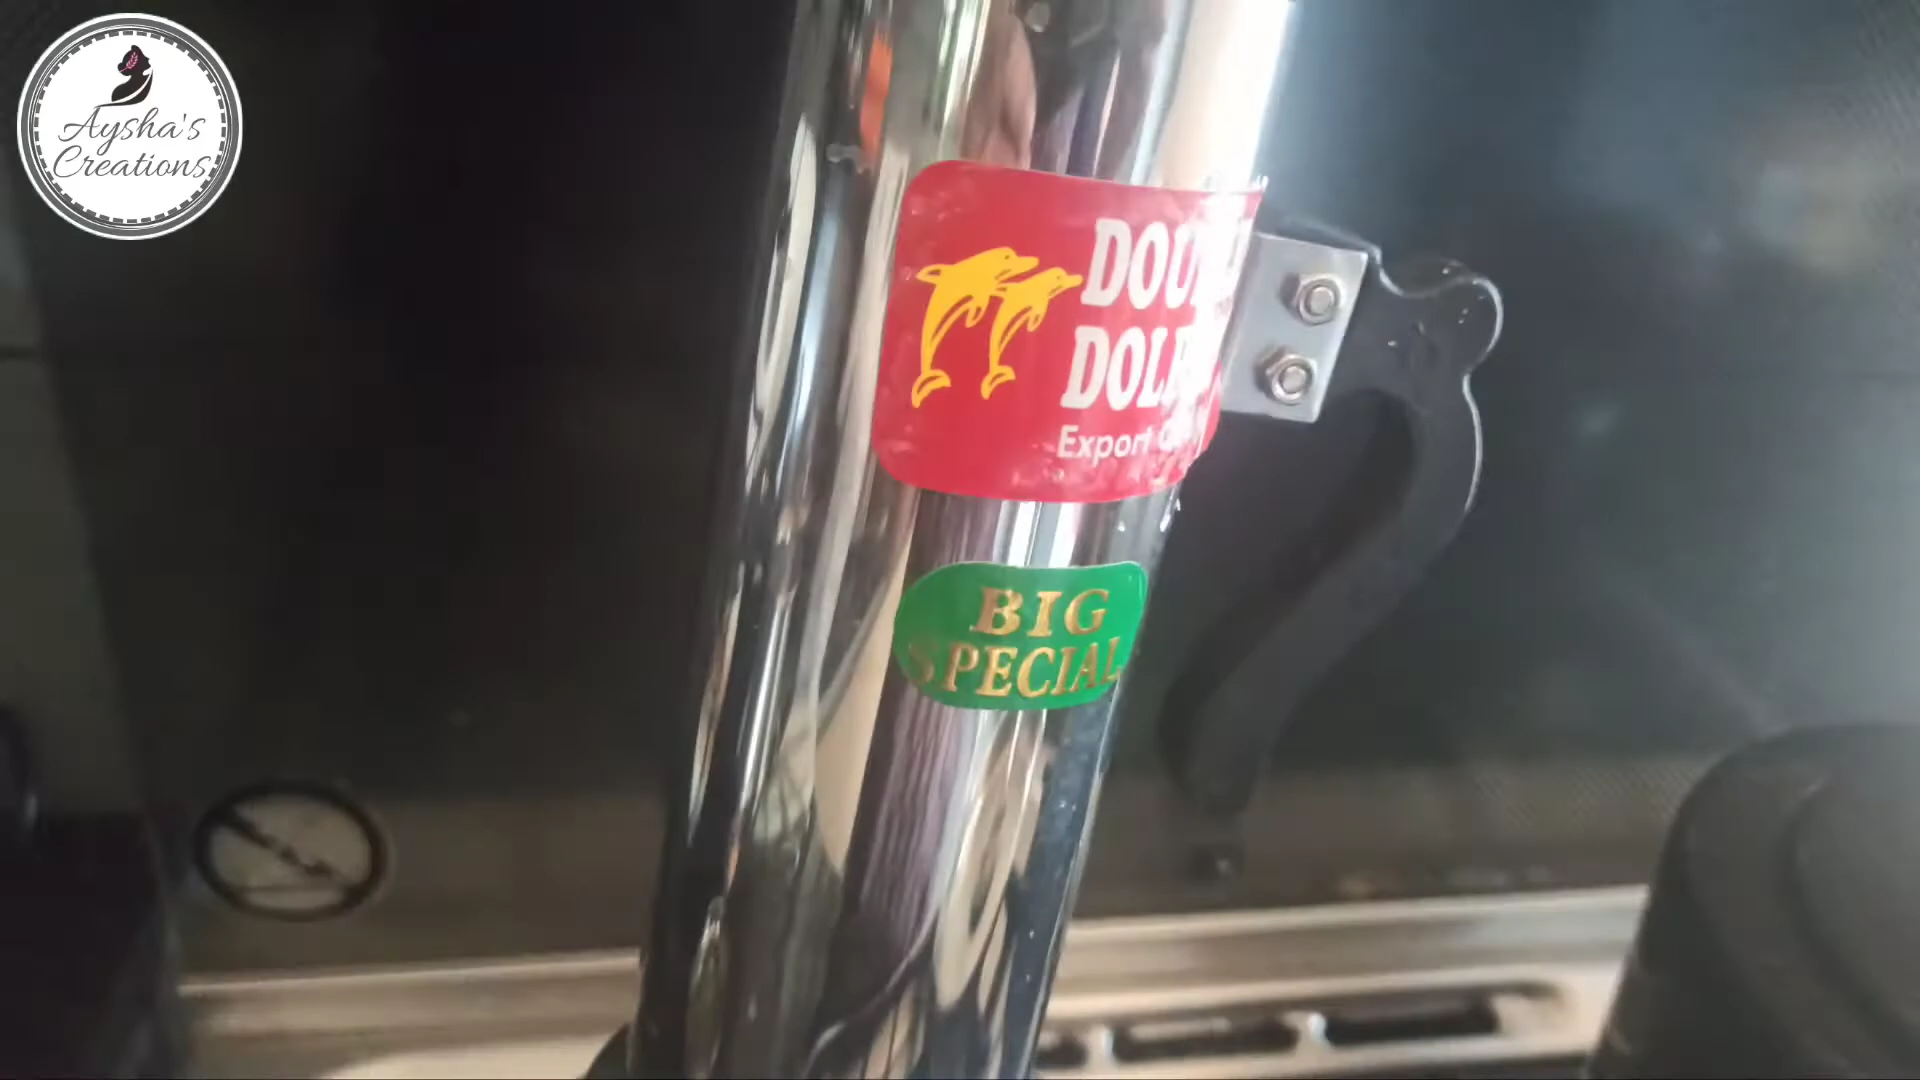 Aysha's
Creations
DOU
DOL
Export
BIG
SPECIAL